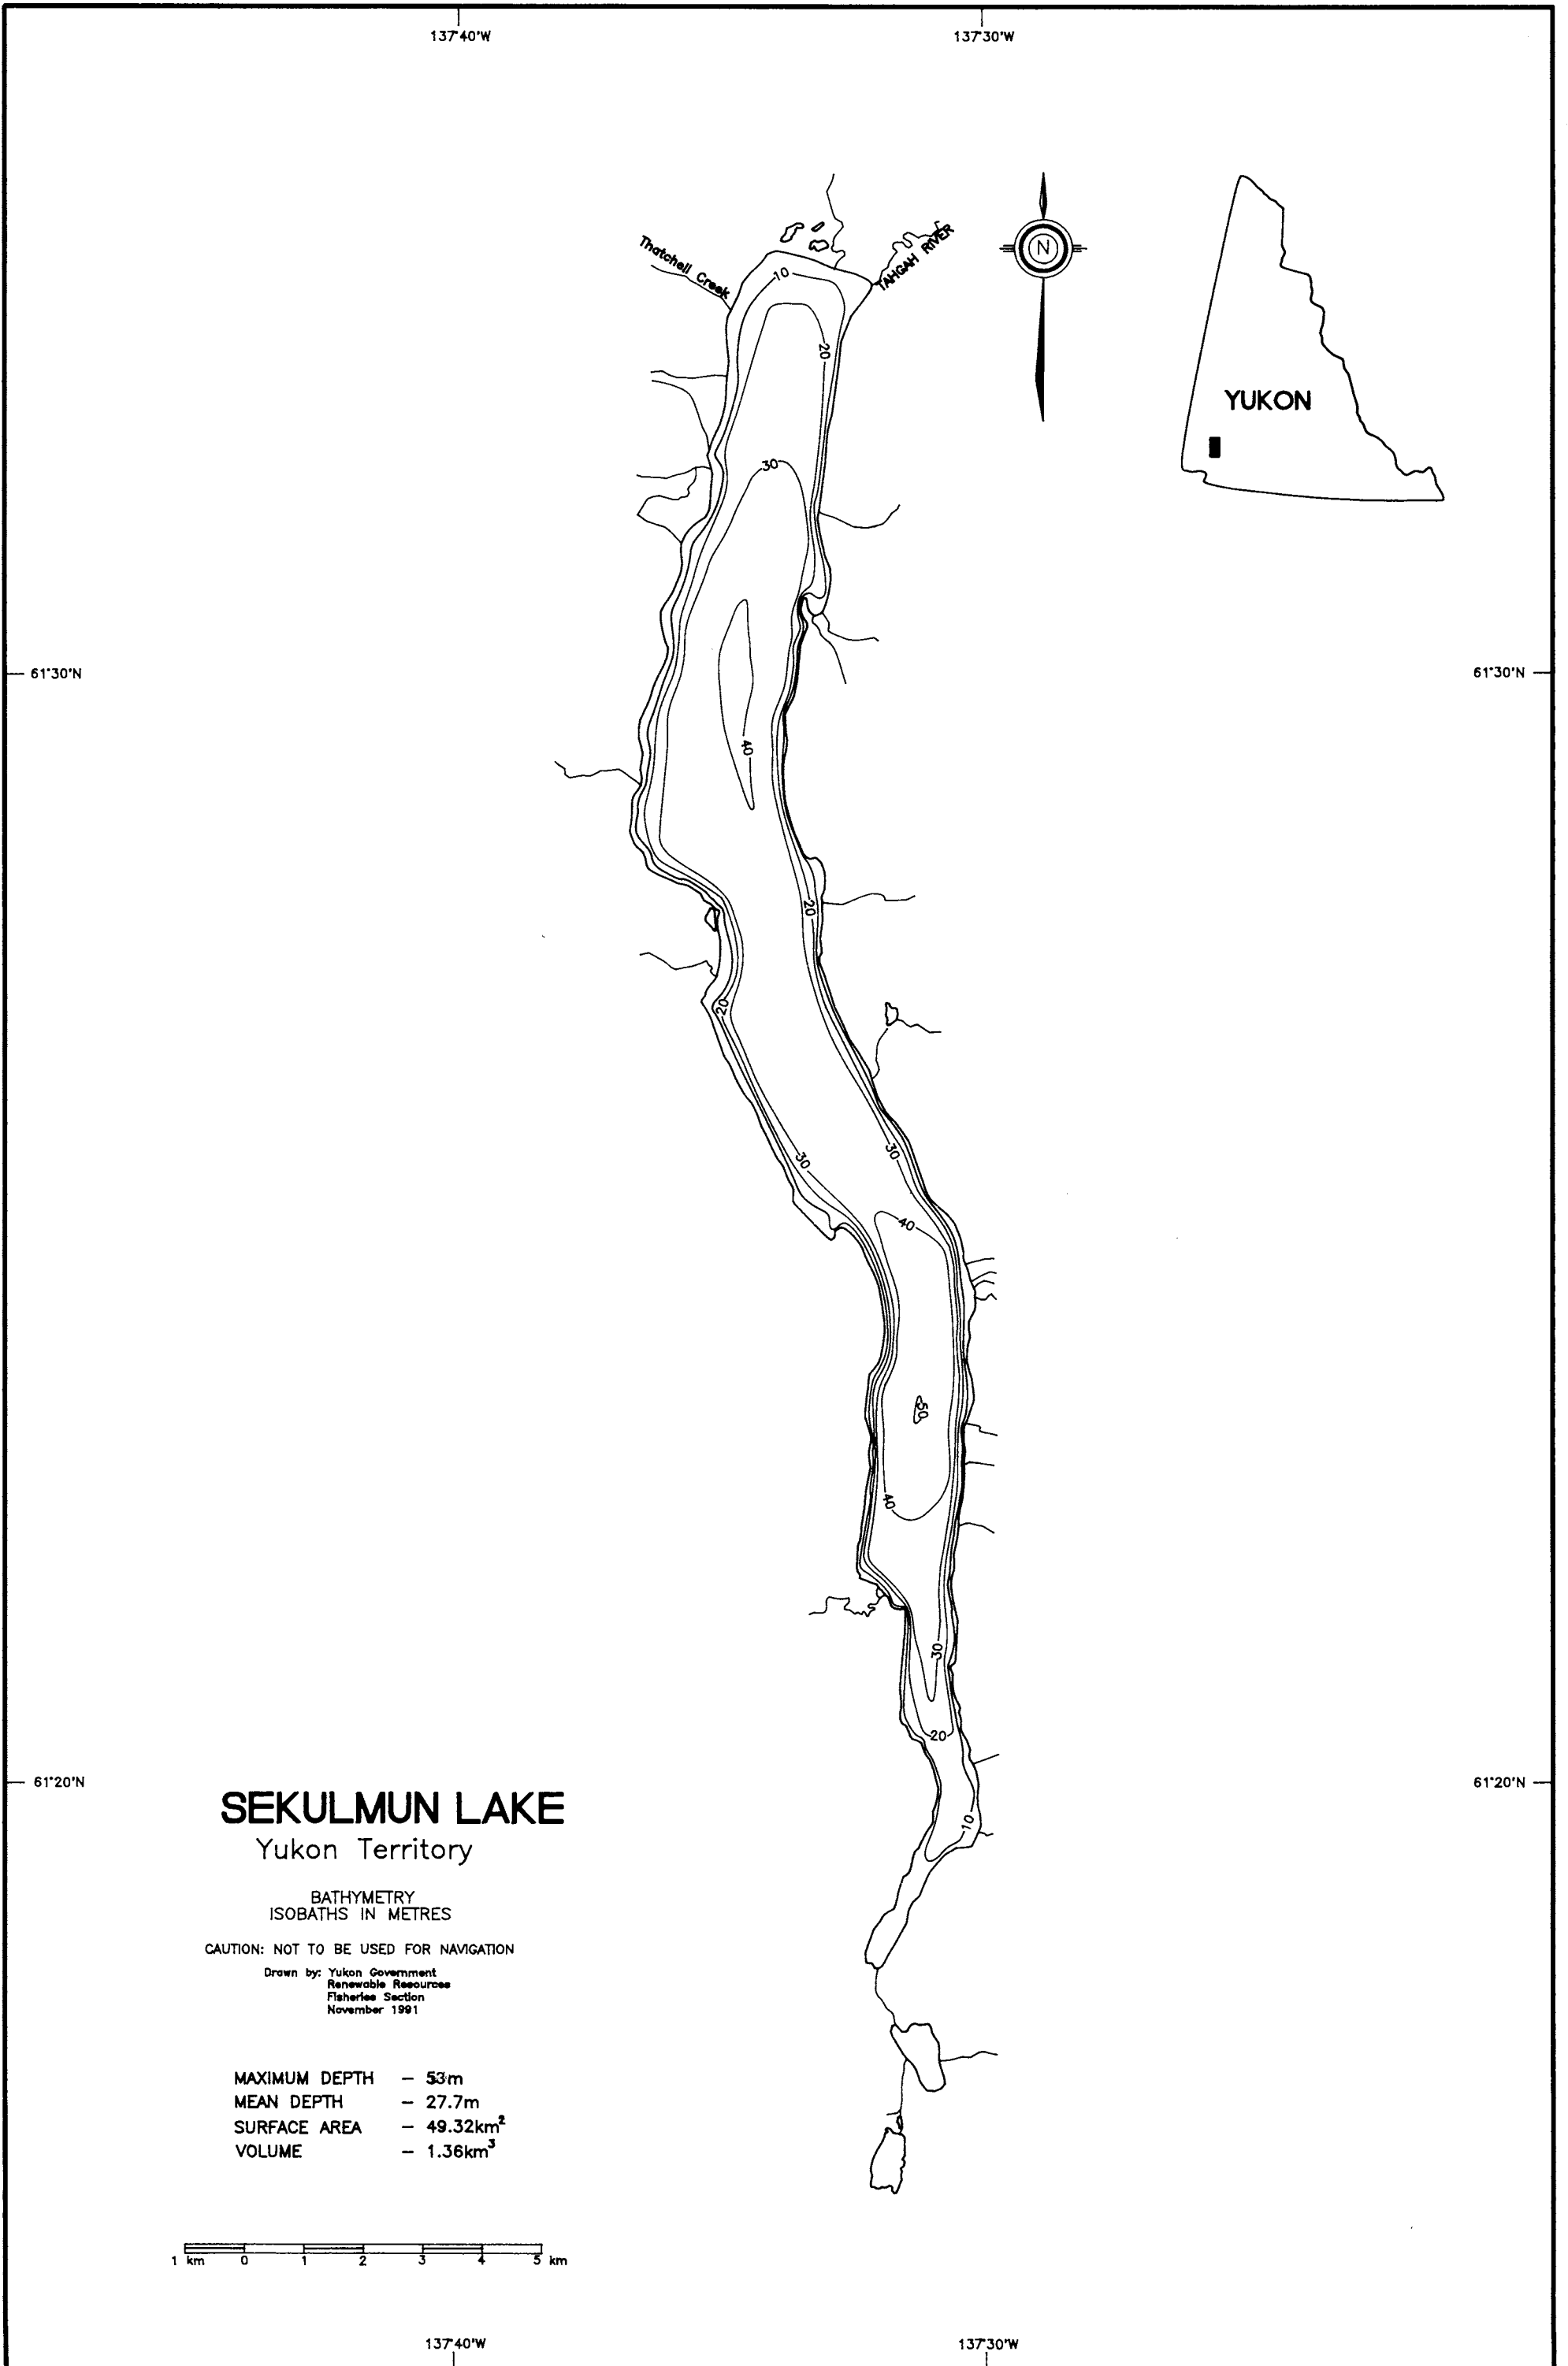 137°40'W
137°30'W
Thatchell Creek
TAHGAH RIVER
N
10
20
YUKON
30
61°30'N
61°30'N
40
20
20
30
30
40
50
40
30
20
61°20'N
61°20'N
10
SEKULMUN LAKE
Yukon Territory
BATHYMETRY
ISOBATHS IN METRES
CAUTION: NOT TO BE USED FOR NAVIGATION
Drawn by: Yukon Government
Renewable Resources
Fisheries Section
November 1991
MAXIMUM DEPTH – 53m
MEAN DEPTH – 27.7m
SURFACE AREA – 49.32km²
VOLUME – 1.36km³
1 km 0 1 2 3 4 5 km
137°40'W
137°30'W